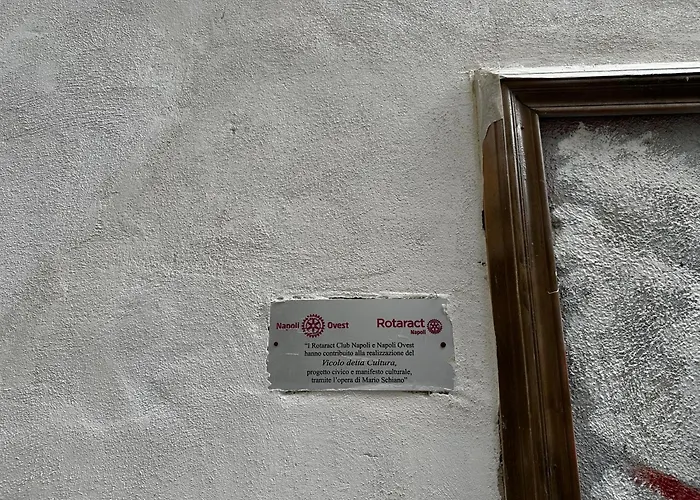 Napoli Ovest
Rotaract
Napoli
"I Rotaract Club Napoli e Napoli Ovest
hanno contribuito alla realizzazione del
Vicolo detta Cultura,
progetto civico e manifesto culturale,
tramite l'opera di Mario Schiano"